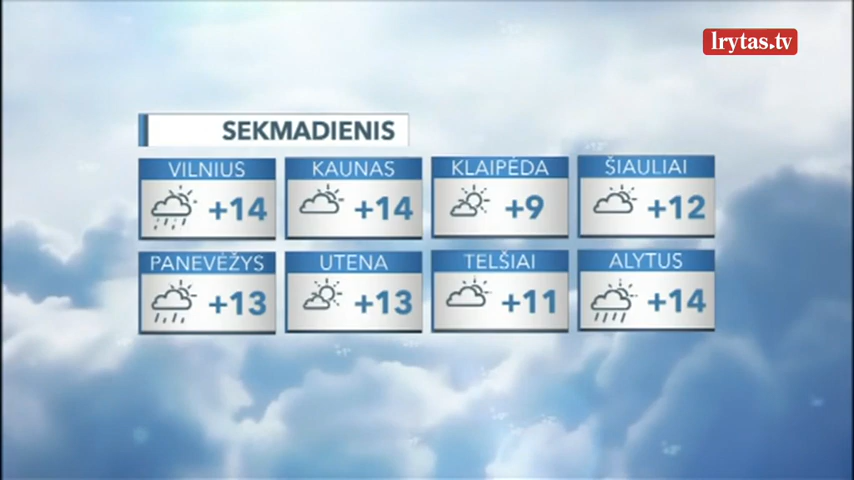 lrytas.tv
SEKMADIENIS
VILNIUS KAUNAS KLAIPĖDA ŠIAULIAI
+14 +14 +9 +12
PANEVĖŽYS UTENA TELŠIAI ALYTUS
+13 +13 +11 +14